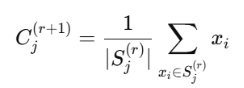 C_j^{(r+1)} = \frac{1}{|S_j^{(r)}|} \sum_{x_i \in S_j^{(r)}} x_i